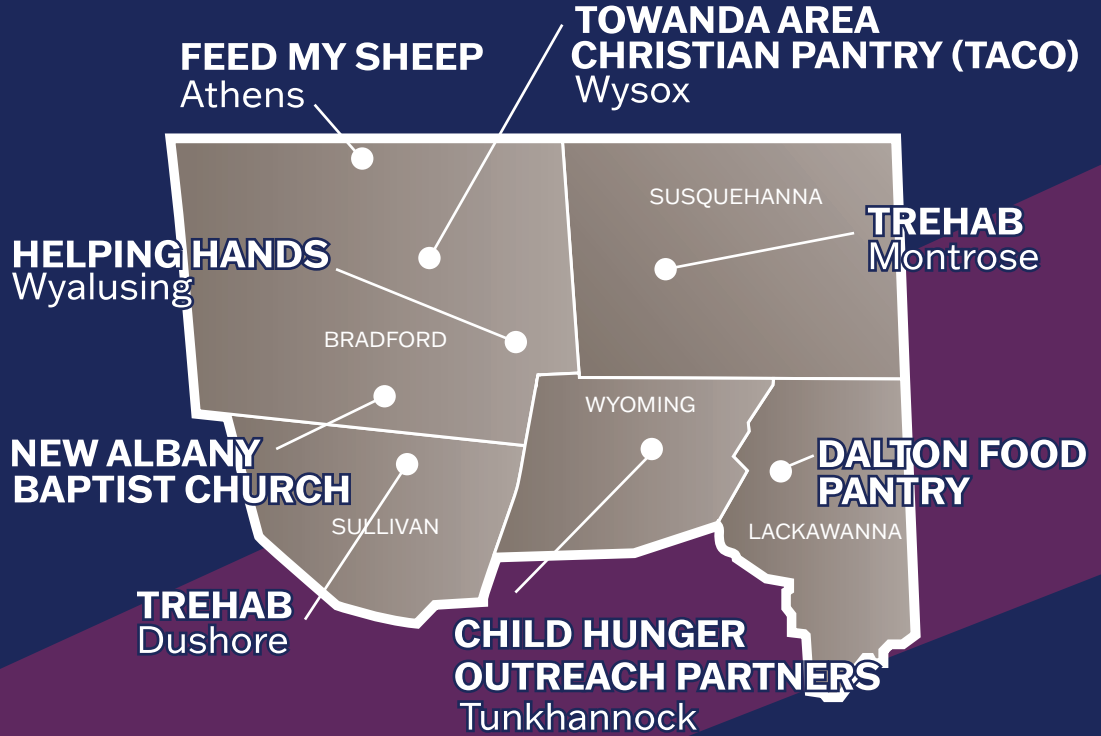 TOWANDA AREA
CHRISTIAN PANTRY (TACO)
Wysox
FEED MY SHEEP
Athens
SUSQUEHANNA
TREHAB
Montrose
HELPING HANDS
Wyalusing
BRADFORD
WYOMING
NEW ALBANY
BAPTIST CHURCH
DALTON FOOD
PANTRY
SULLIVAN
LACKAWANNA
TREHAB
Dushore
CHILD HUNGER
OUTREACH PARTNERS
Tunkhannock